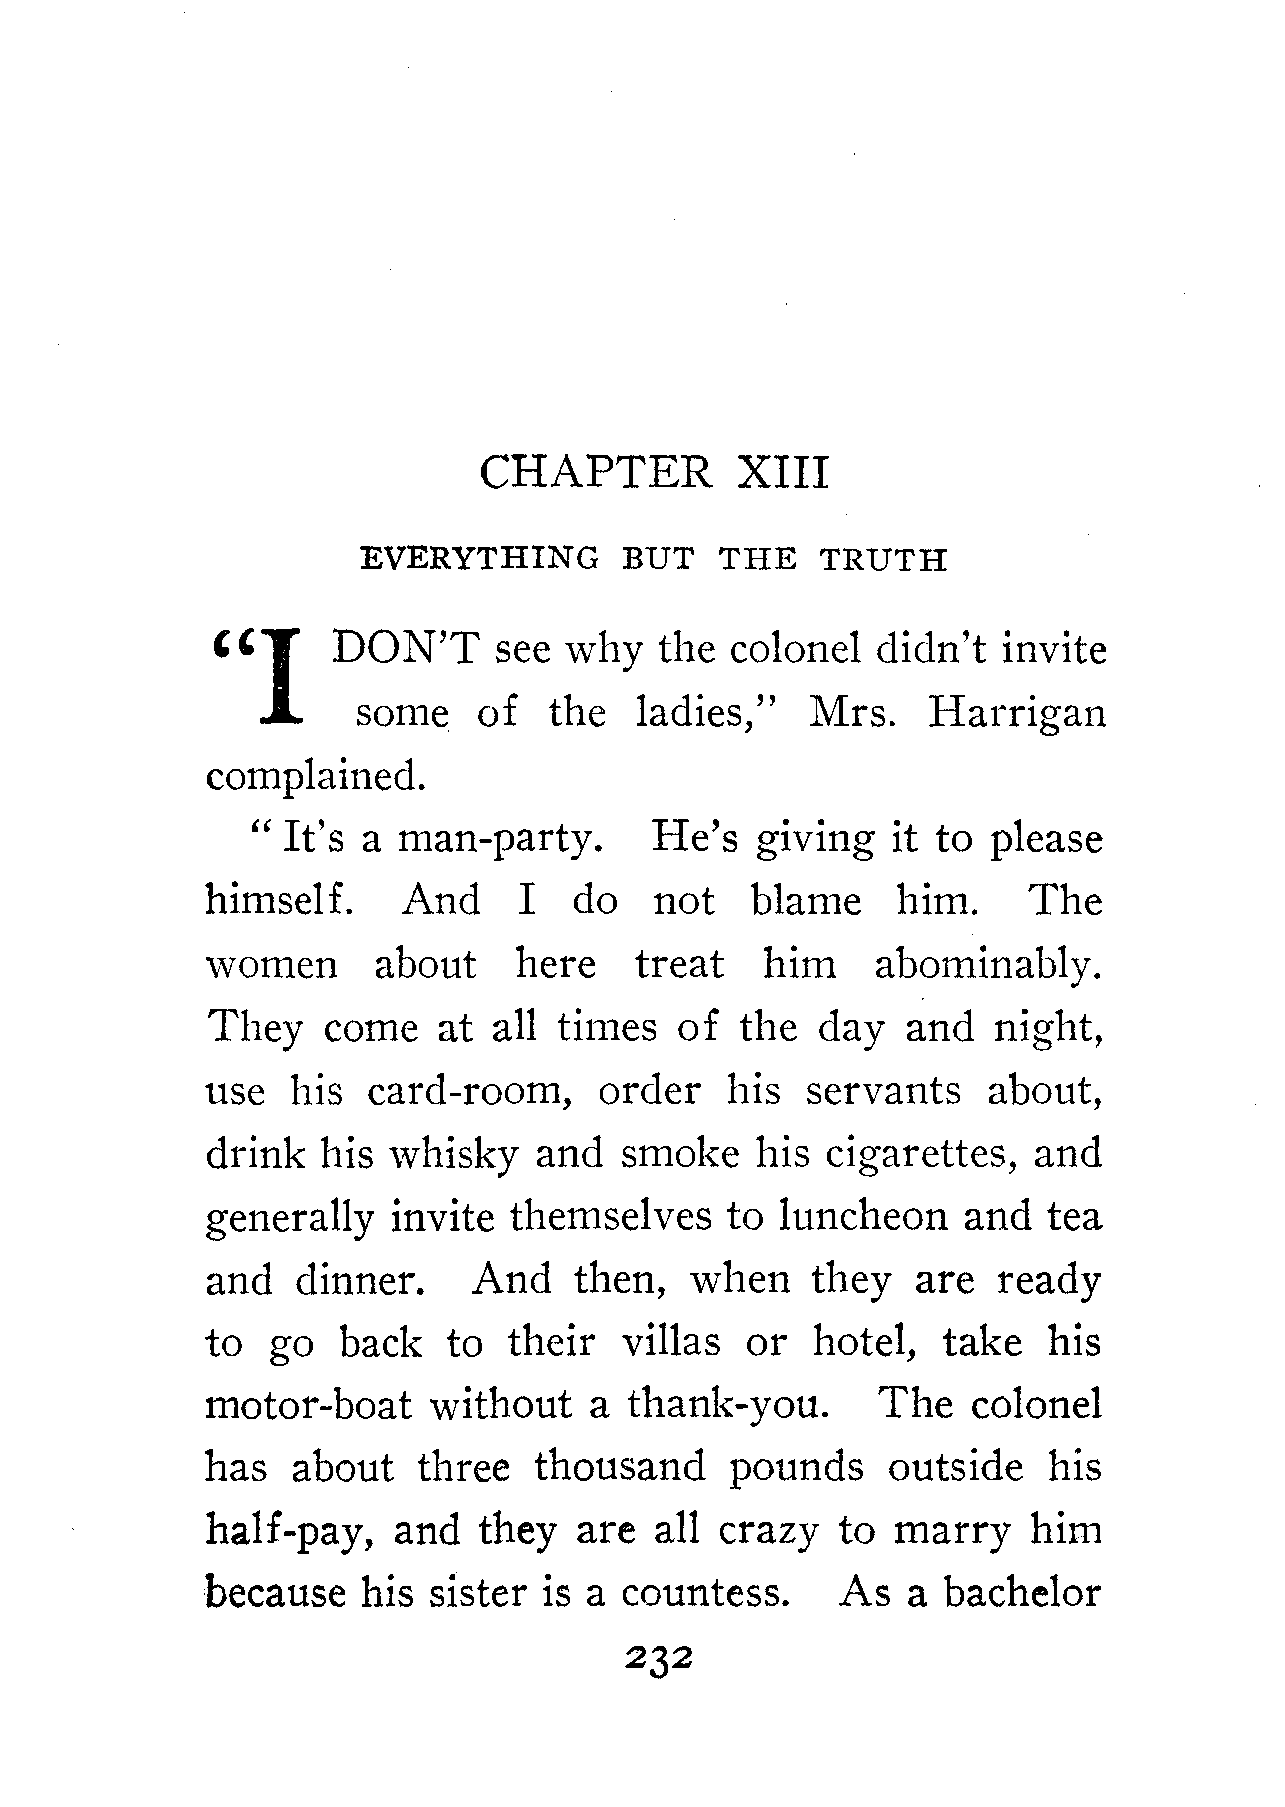 CHAPTER XIII
EVERYTHING BUT THE TRUTH
“I DON’T see why the colonel didn’t invite
some of the ladies,” Mrs. Harrigan
complained.
“ It’s a man-party. He’s giving it to please
himself. And I do not blame him. The
women about here treat him abominably.
They come at all times of the day and night,
use his card-room, order his servants about,
drink his whisky and smoke his cigarettes, and
generally invite themselves to luncheon and tea
and dinner. And then, when they are ready
to go back to their villas or hotel, take his
motor-boat without a thank-you. The colonel
has about three thousand pounds outside his
half-pay, and they are all crazy to marry him
because his sister is a countess. As a bachelor
232